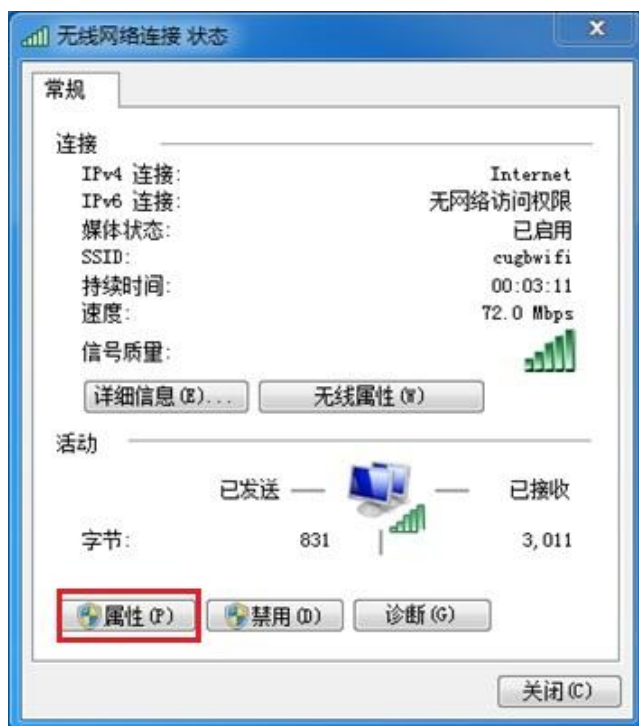 无线网络连接 状态
常规
连接
IPv4 连接: Internet
IPv6 连接: 无网络访问权限
媒体状态: 已启用
SSID: cugbwifi
持续时间: 00:03:11
速度: 72.0 Mbps
信号质量:
详细信息(E)... 无线属性(W)
活动
已发送 — — 已接收
字节: 831 3,011
属性(P) 禁用(D) 诊断(G)
关闭(C)